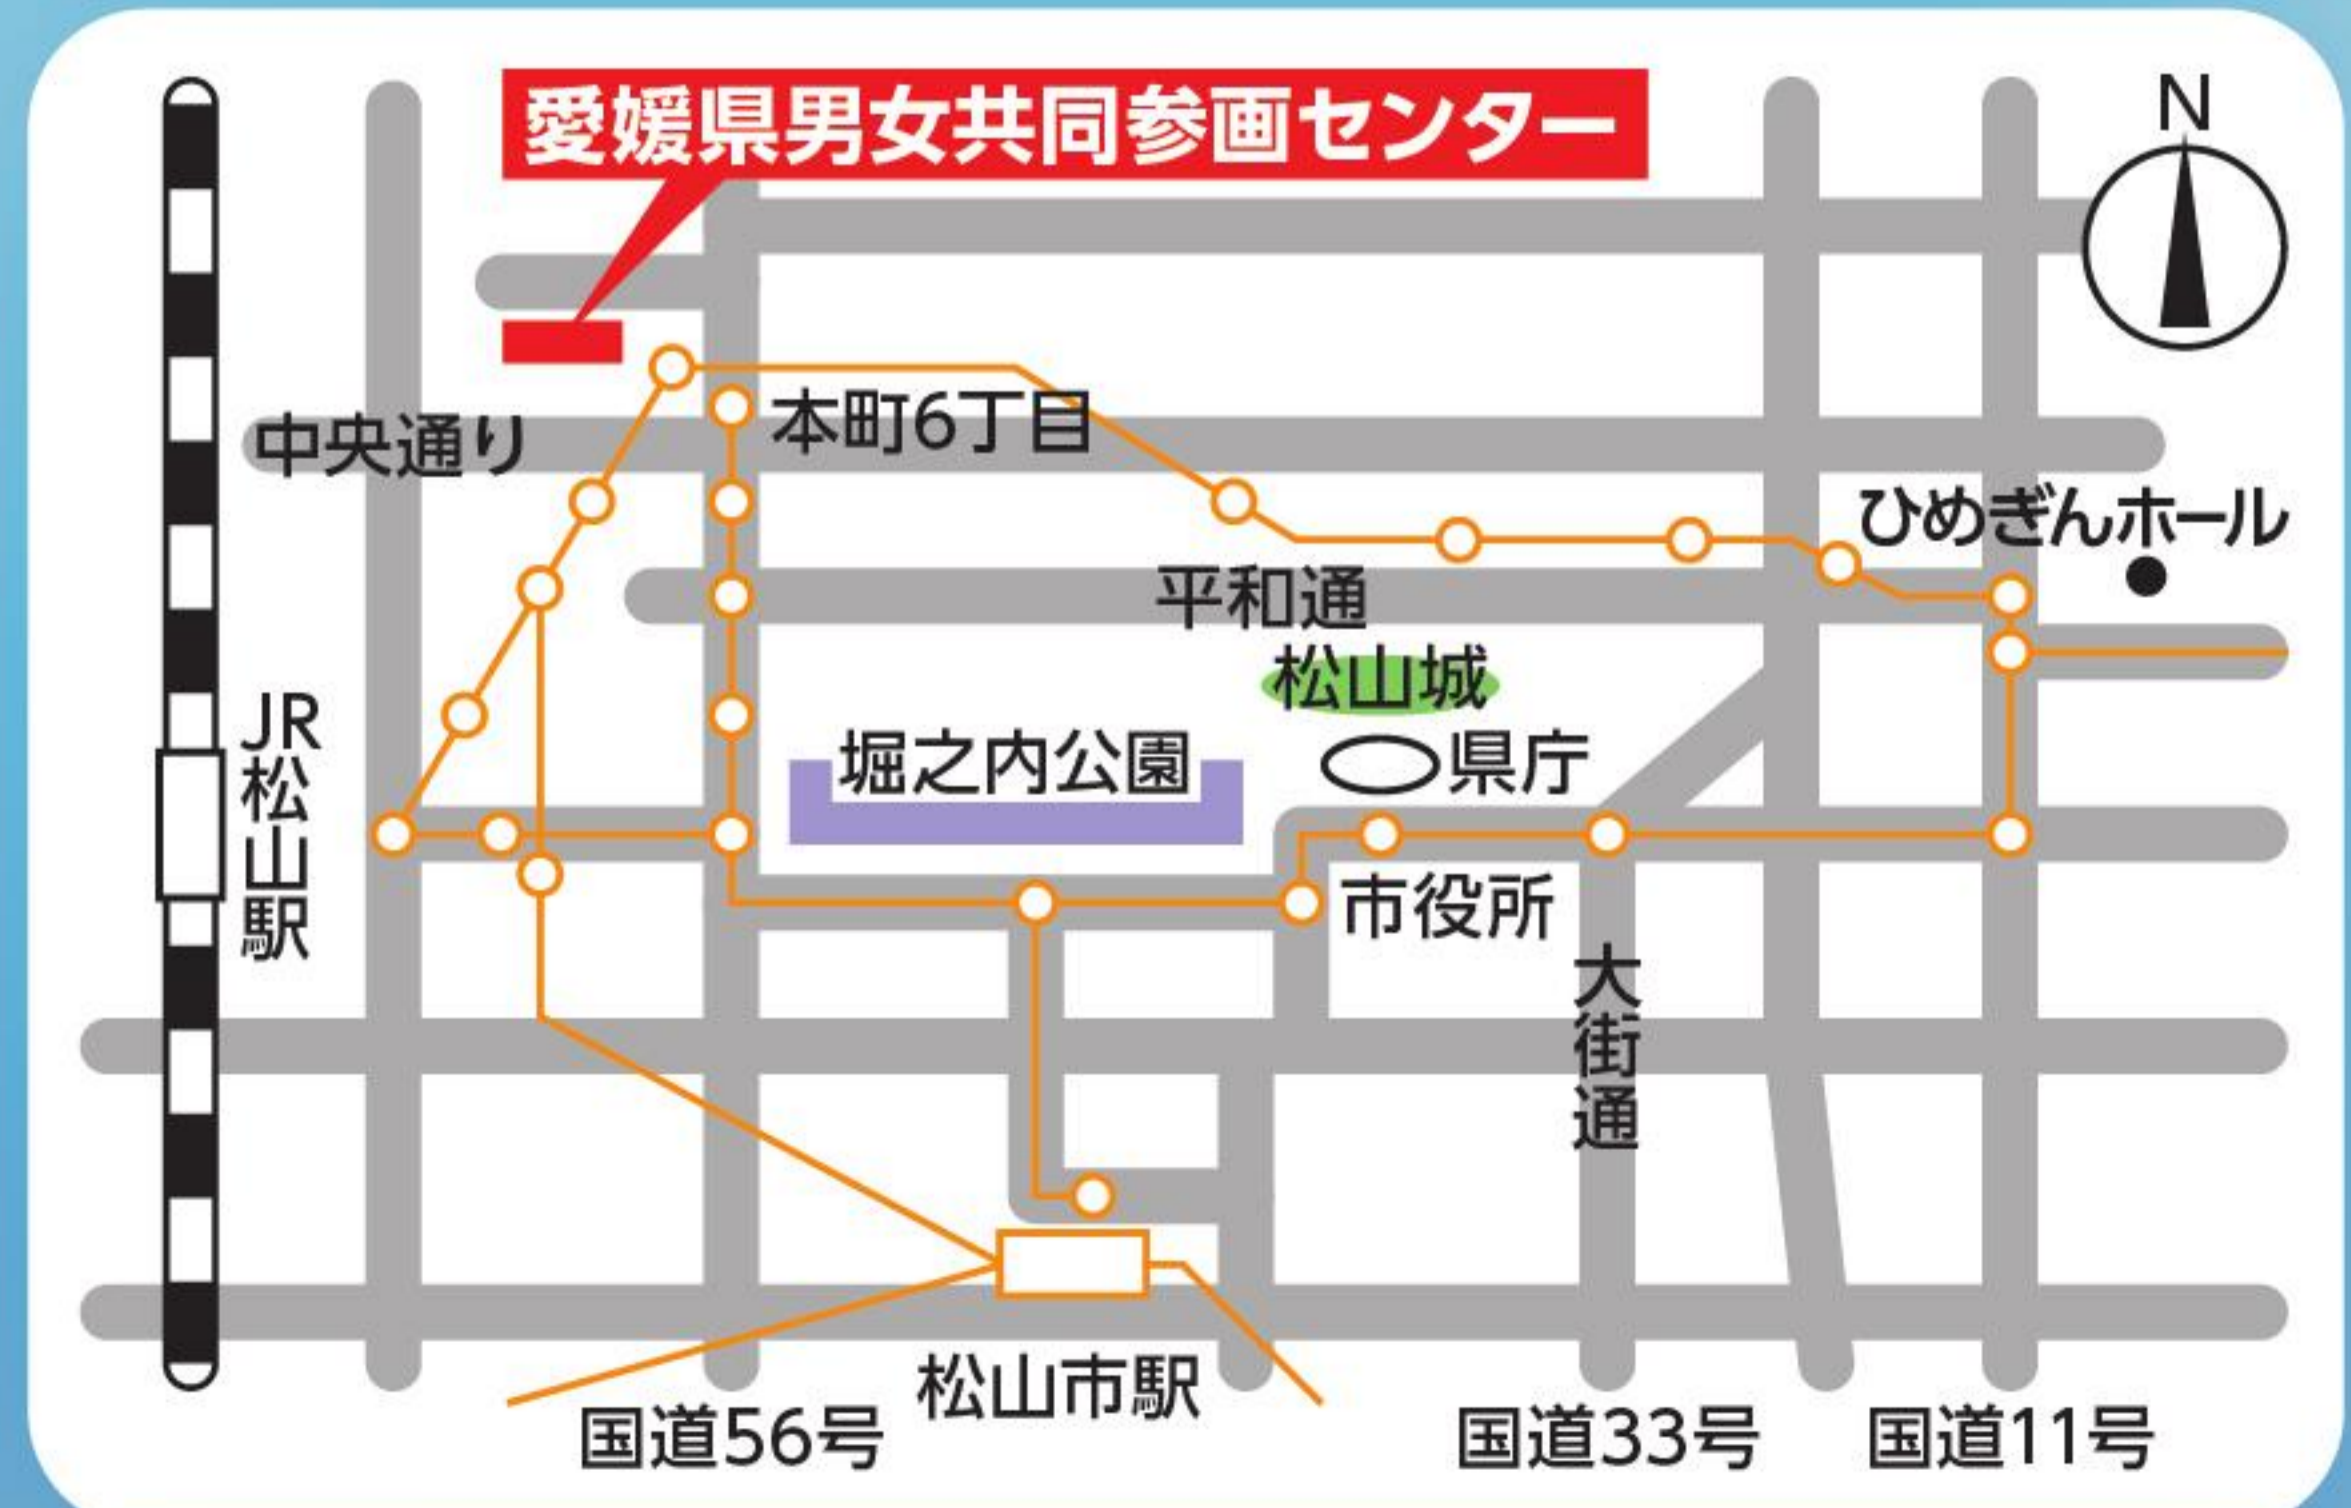 愛媛県男女共同参画センター
N
中央通り
本町6丁目
ひめぎんホール
平和通
松山城
JR松山駅
堀之内公園
県庁
市役所
大街通
松山市駅
国道56号
国道33号
国道11号